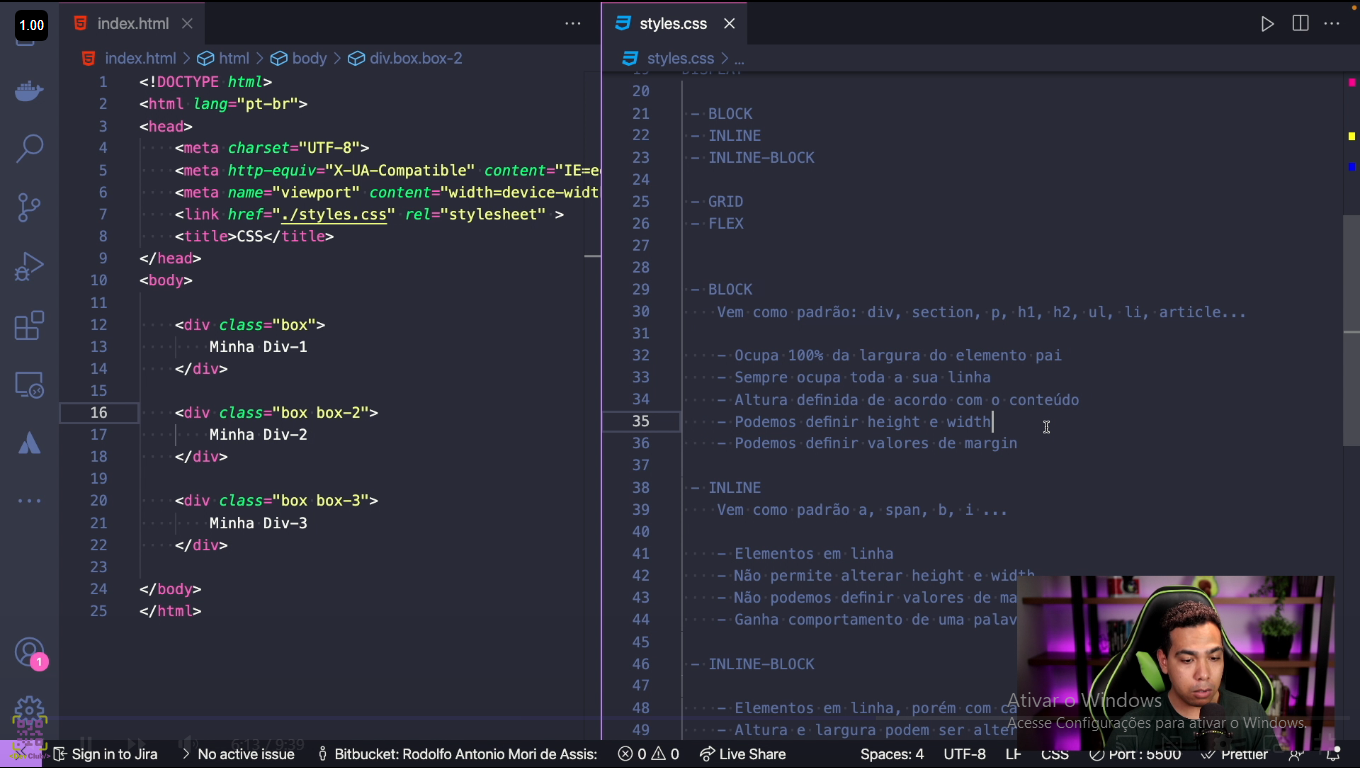 1.00
index.html
styles.css
index.html > html > body > div.box.box-2
styles.css > ...
1 <!DOCTYPE html>
2 <html lang="pt-br">
3 <head>
4 <meta charset="UTF-8">
5 <meta http-equiv="X-UA-Compatible" content="IE=e
6 <meta name="viewport" content="width=device-widt
7 <link href="./styles.css" rel="stylesheet" >
8 <title>CSS</title>
9 </head>
10 <body>
11
12 <div class="box">
13 Minha Div-1
14 </div>
15
16 <div class="box box-2">
17 Minha Div-2
18 </div>
19
20 <div class="box box-3">
21 Minha Div-3
22 </div>
23
24 </body>
25 </html>
19 DISPLAY
20
21 - BLOCK
22 - INLINE
23 - INLINE-BLOCK
24
25 - GRID
26 - FLEX
27
28
29 - BLOCK
30 Vem como padrão: div, section, p, h1, h2, ul, li, article...
31
32 - Ocupa 100% da largura do elemento pai
33 - Sempre ocupa toda a sua linha
34 - Altura definida de acordo com o conteúdo
35 - Podemos definir height e width
36 - Podemos definir valores de margin
37
38 - INLINE
39 Vem como padrão a, span, b, i ...
40
41 - Elementos em linha
42 - Não permite alterar height e width
43 - Não podemos definir valores de ma
44 - Ganha comportamento de uma palav
45
46 - INLINE-BLOCK
47
48 - Elementos em linha, porém com ca
49 - Altura e largura podem ser alter
Ativar o Windows
Acesse Configurações para ativar o Windows.
1
6:13 / 9:39
Sign in to Jira
No active issue
Bitbucket: Rodolfo Antonio Mori de Assis:
0
0
Live Share
Spaces: 4
UTF-8
LF
CSS
Port : 5500
Prettier